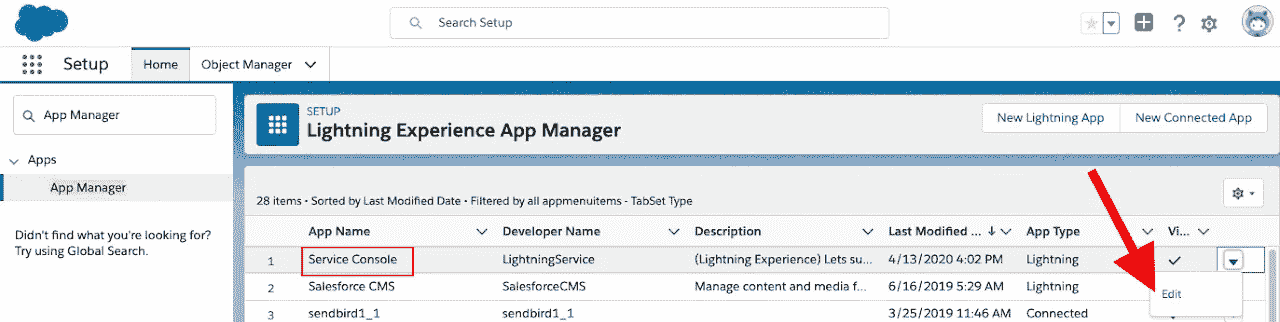 Search Setup
Setup Home Object Manager
App Manager
Apps
App Manager
Didn't find what you're looking for?
Try using Global Search.
SETUP
Lightning Experience App Manager
New Lightning App New Connected App
28 items • Sorted by Last Modified Date • Filtered by all appmenuitems - TabSet Type
App Name Developer Name Description Last Modified ... App Type Vi...
1 Service Console LightningService (Lightning Experience) Lets su... 4/13/2020 4:02 PM Lightning
2 Salesforce CMS SalesforceCMS Manage content and media f... 6/16/2019 5:29 AM Lightning
Edit
3 sendbird1_1 sendbird1_1 3/25/2019 11:46 AM Connected